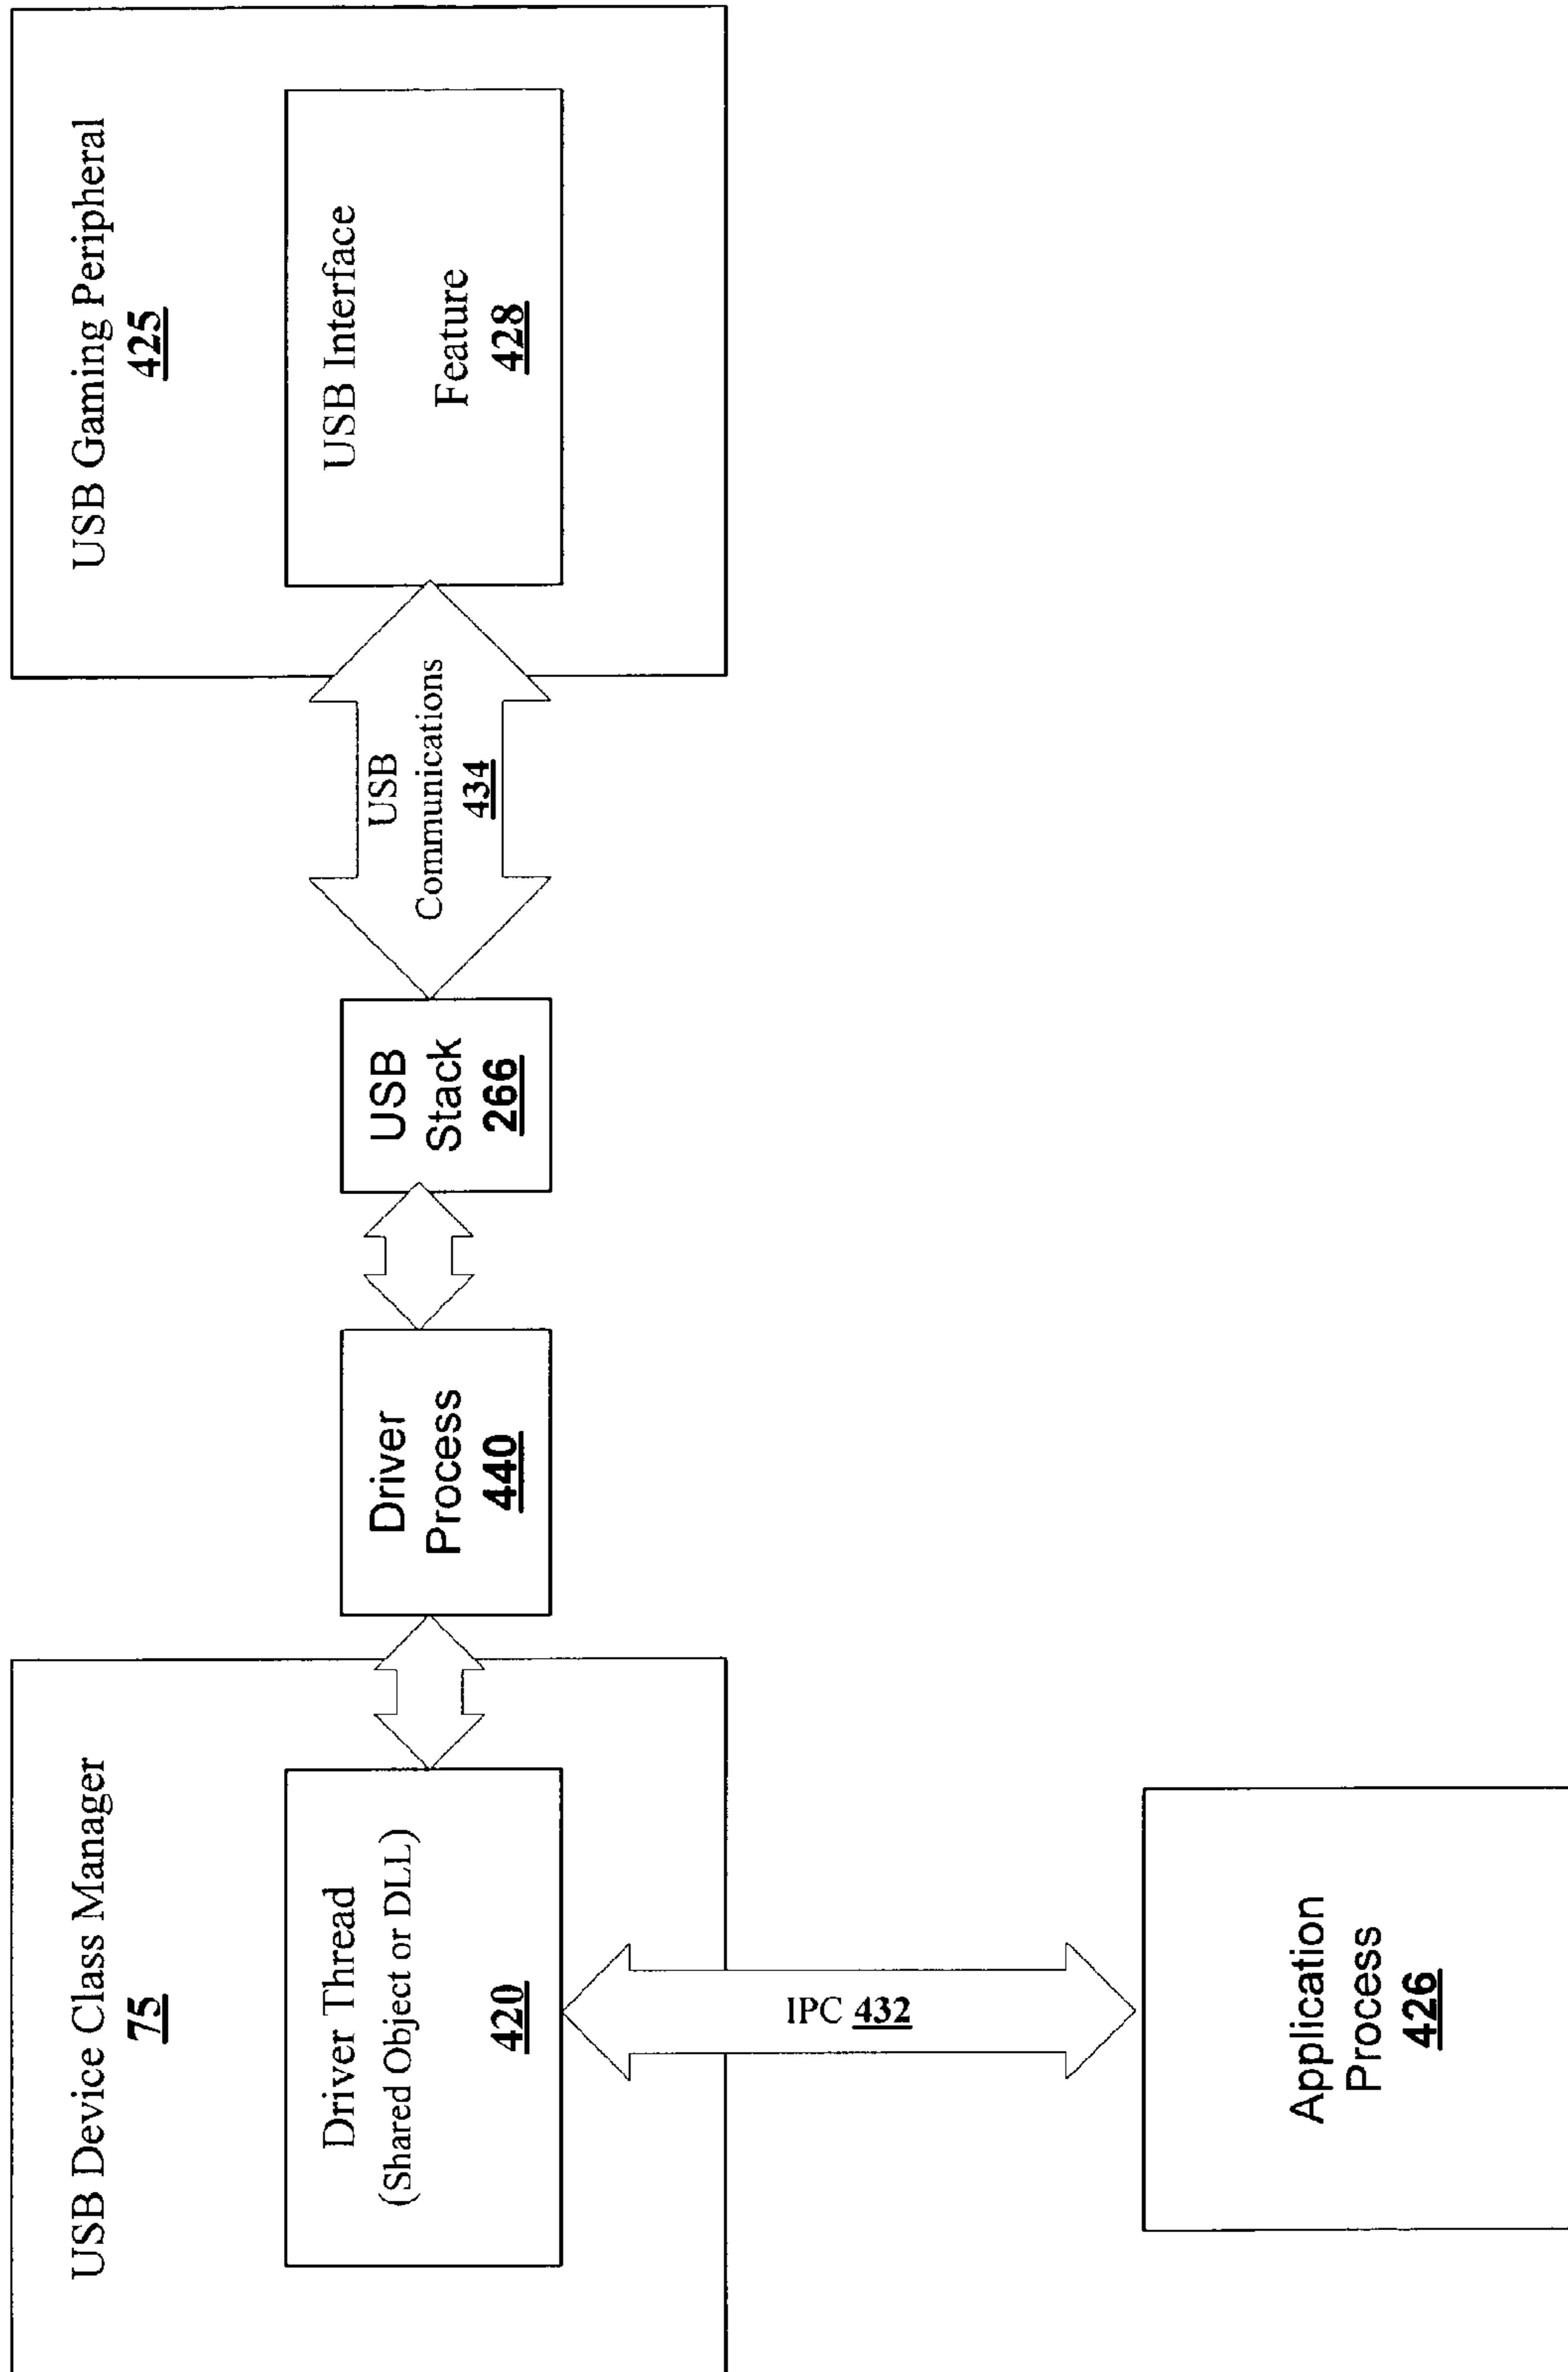 USB Device Class Manager
75
Driver Thread
(Shared Object or DLL)
420
Driver
Process
440
USB
Stack
266
USB
Communications
434
USB Gaming Peripheral
425
USB Interface
Feature
428
IPC 432
Application
Process
426